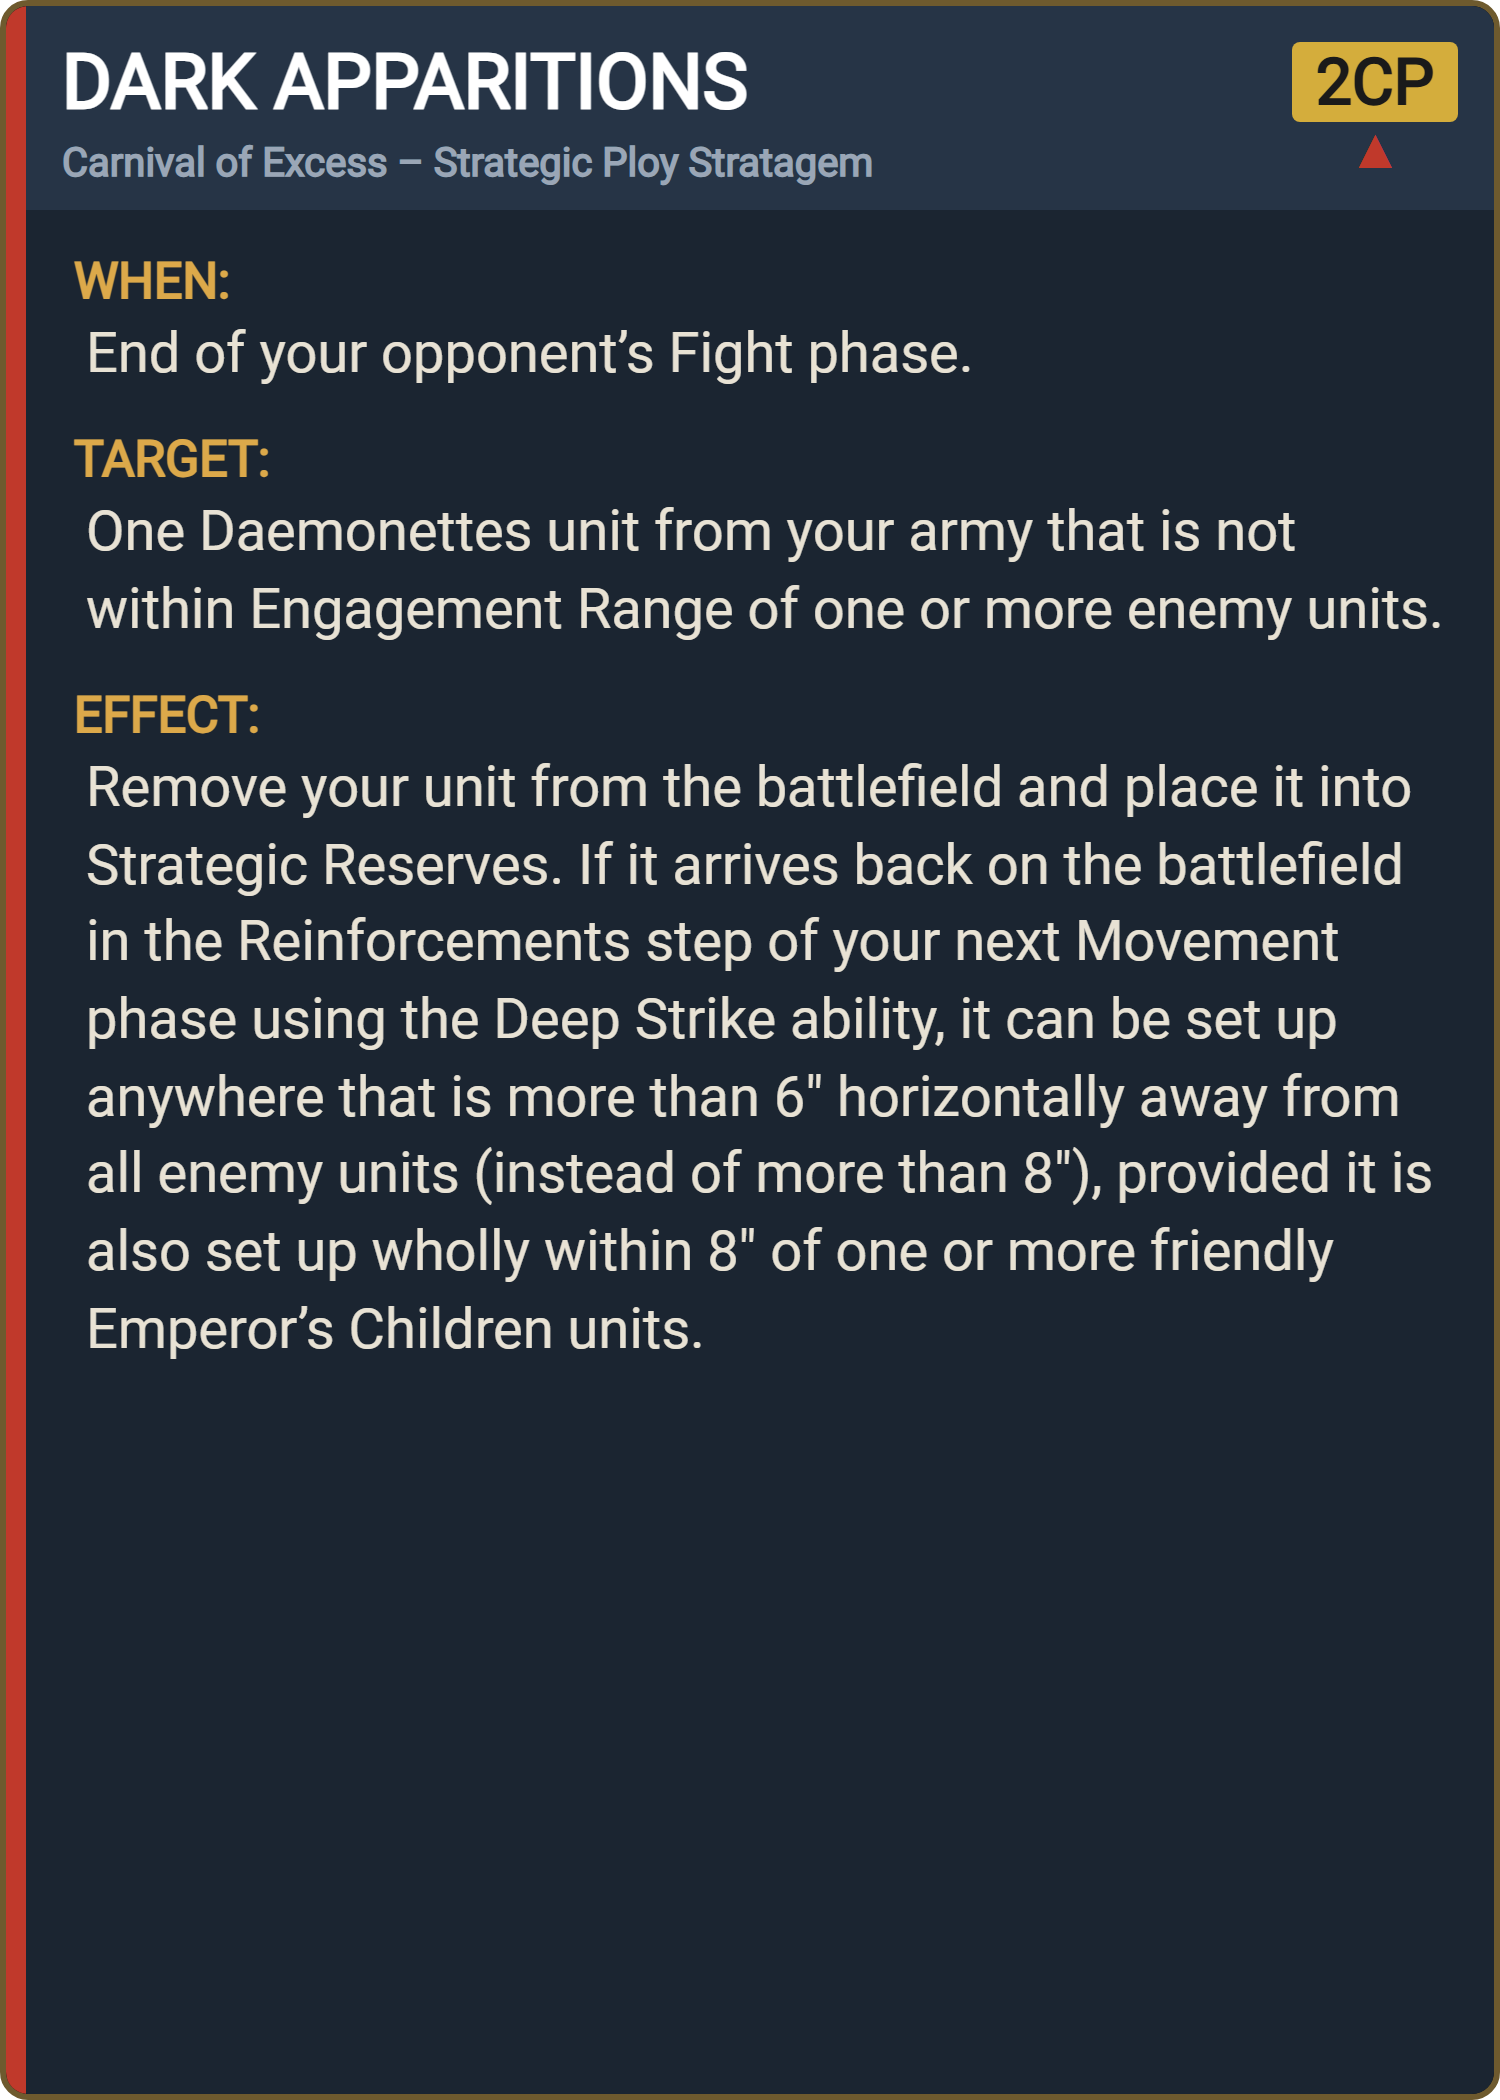 DARK APPARITIONS
2CP
Carnival of Excess – Strategic Ploy Stratagem
WHEN:
End of your opponent’s Fight phase.
TARGET:
One Daemonettes unit from your army that is not
within Engagement Range of one or more enemy units.
EFFECT:
Remove your unit from the battlefield and place it into
Strategic Reserves. If it arrives back on the battlefield
in the Reinforcements step of your next Movement
phase using the Deep Strike ability, it can be set up
anywhere that is more than 6" horizontally away from
all enemy units (instead of more than 8"), provided it is
also set up wholly within 8" of one or more friendly
Emperor’s Children units.